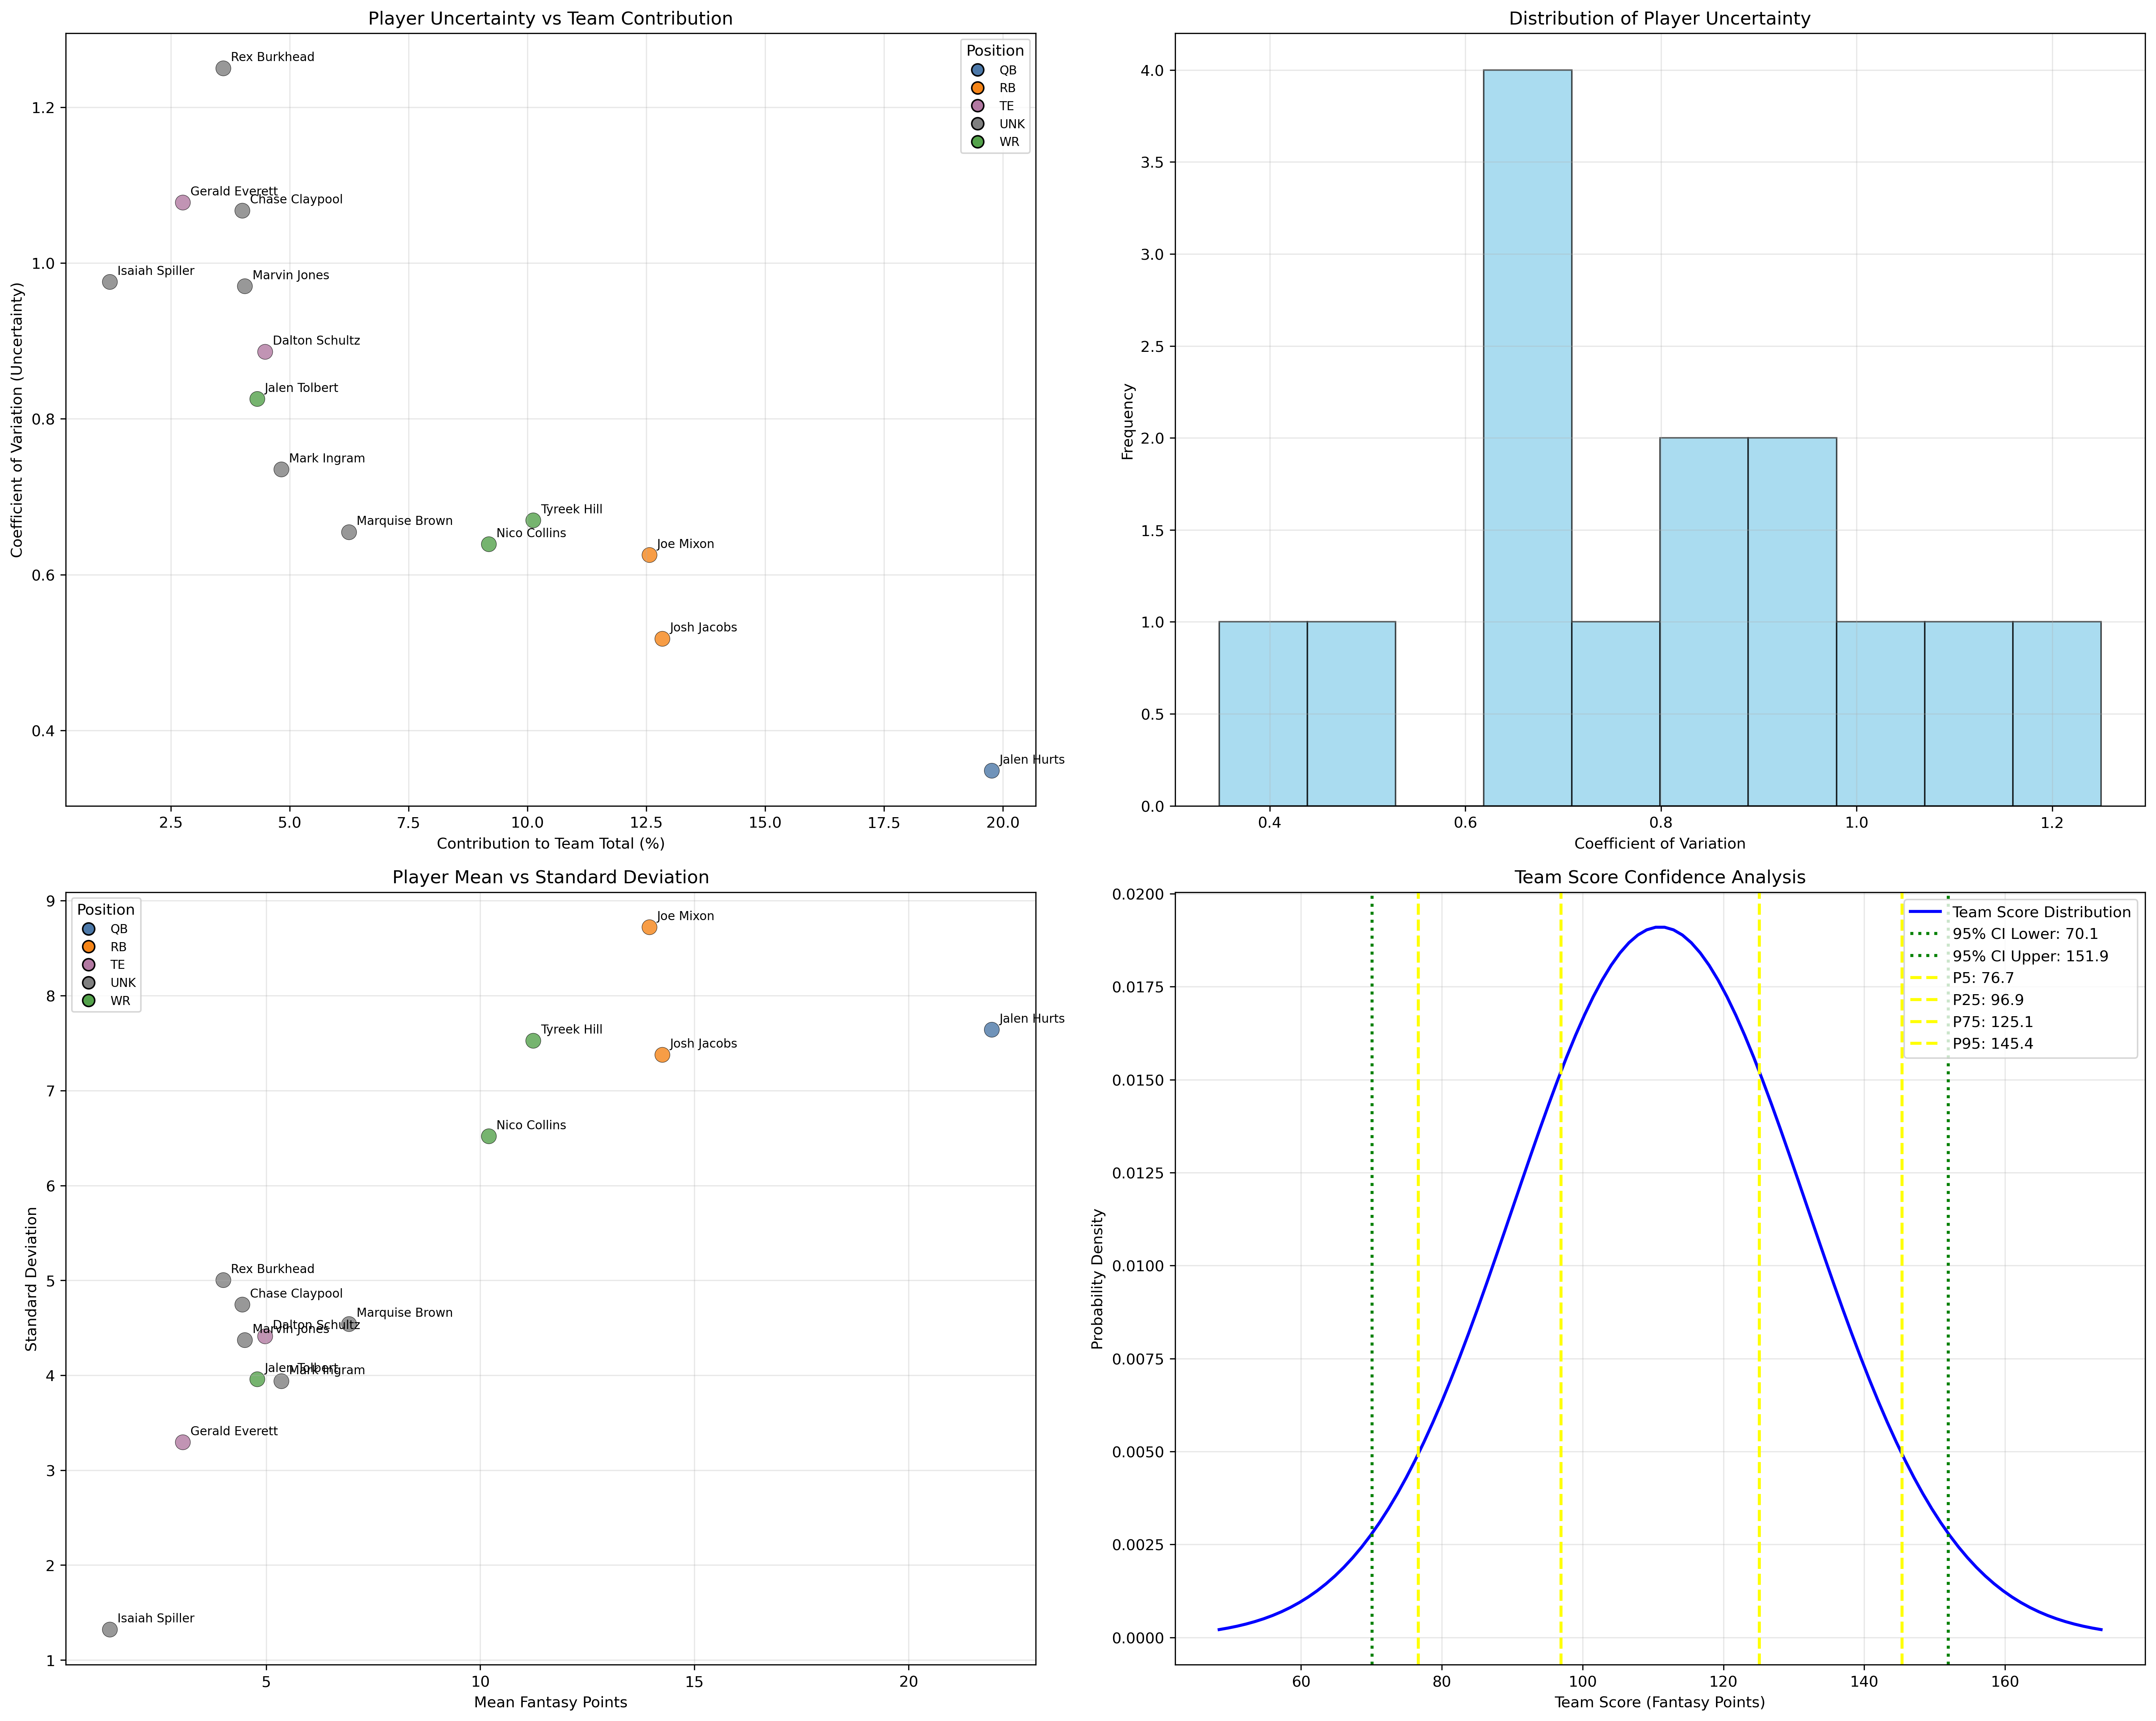 Player Uncertainty vs Team Contribution
Coefficient of Variation (Uncertainty)
1.2
1.0
0.8
0.6
0.4
Rex Burkhead
Gerald Everett
Chase Claypool
Isaiah Spiller
Marvin Jones
Dalton Schultz
Jalen Tolbert
Mark Ingram
Marquise Brown
Tyreek Hill
Nico Collins
Joe Mixon
Josh Jacobs
Jalen Hurts
Position
QB
RB
TE
UNK
WR
2.5 5.0 7.5 10.0 12.5 15.0 17.5 20.0
Contribution to Team Total (%)
Distribution of Player Uncertainty
Frequency
4.0
3.5
3.0
2.5
2.0
1.5
1.0
0.5
0.0
0.4 0.6 0.8 1.0 1.2
Coefficient of Variation
Player Mean vs Standard Deviation
Standard Deviation
9
8
7
6
5
4
3
2
1
Position
QB
RB
TE
UNK
WR
Joe Mixon
Jalen Hurts
Tyreek Hill
Josh Jacobs
Nico Collins
Rex Burkhead
Chase Claypool
Marquise Brown
Dalton Schultz
Marvin Jones
Jalen Tolbert
Mark Ingram
Gerald Everett
Isaiah Spiller
5 10 15 20
Mean Fantasy Points
Team Score Confidence Analysis
Probability Density
0.0200
0.0175
0.0150
0.0125
0.0100
0.0075
0.0050
0.0025
0.0000
Team Score Distribution
95% CI Lower: 70.1
95% CI Upper: 151.9
P5: 76.7
P25: 96.9
P75: 125.1
P95: 145.4
60 80 100 120 140 160
Team Score (Fantasy Points)